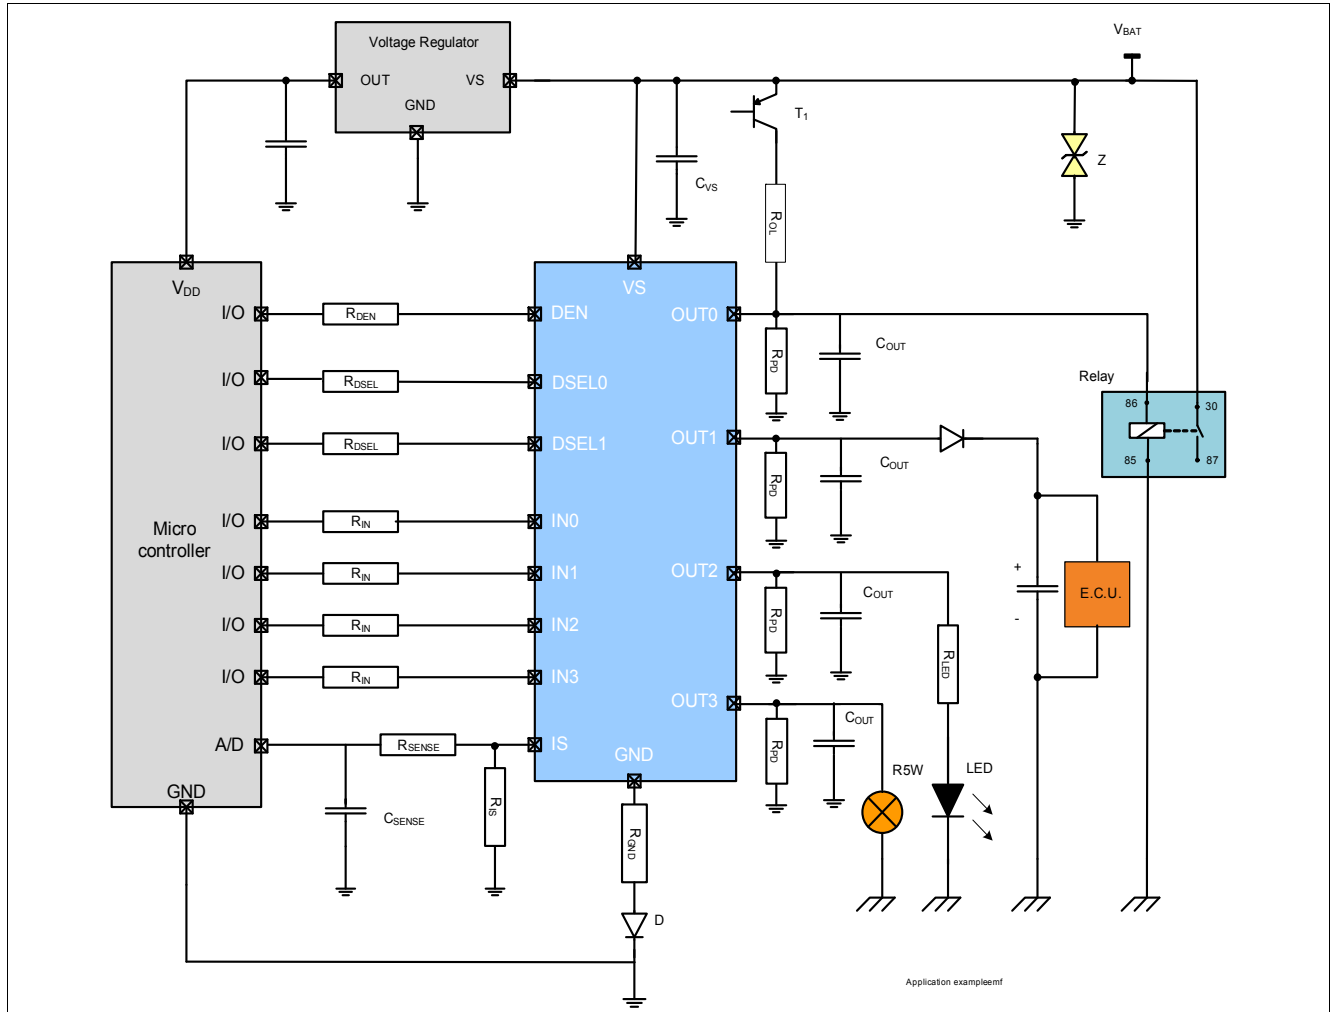 Voltage Regulator
OUT
VS
GND
VBAT
T1
Z
CVS
ROL
VDD
VS
I/O
RDEN
DEN
OUT0
RPD
COUT
I/O
RDSEL
DSEL0
Relay
86
30
85
87
I/O
RDSEL
DSEL1
OUT1
RPD
COUT
Micro
controller
I/O
RIN
IN0
I/O
RIN
IN1
OUT2
RPD
COUT
+
-
E.C.U.
I/O
RIN
IN2
RLED
I/O
RIN
IN3
OUT3
RPD
COUT
A/D
RSENSE
IS
GND
R5W
LED
GND
CSENSE
RIS
RGND
D
Application exampleemf